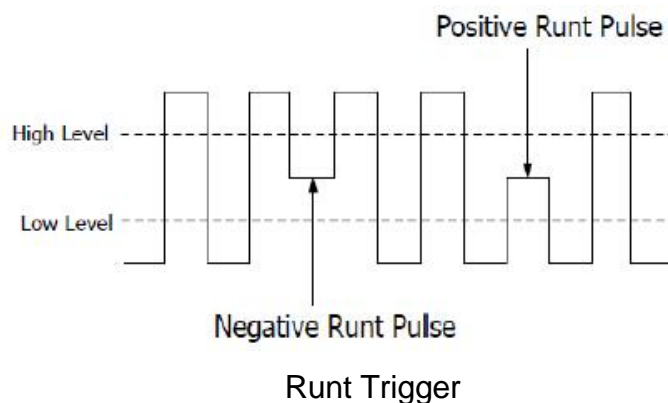 Positive Runt Pulse
High Level
Low Level
Negative Runt Pulse
Runt Trigger